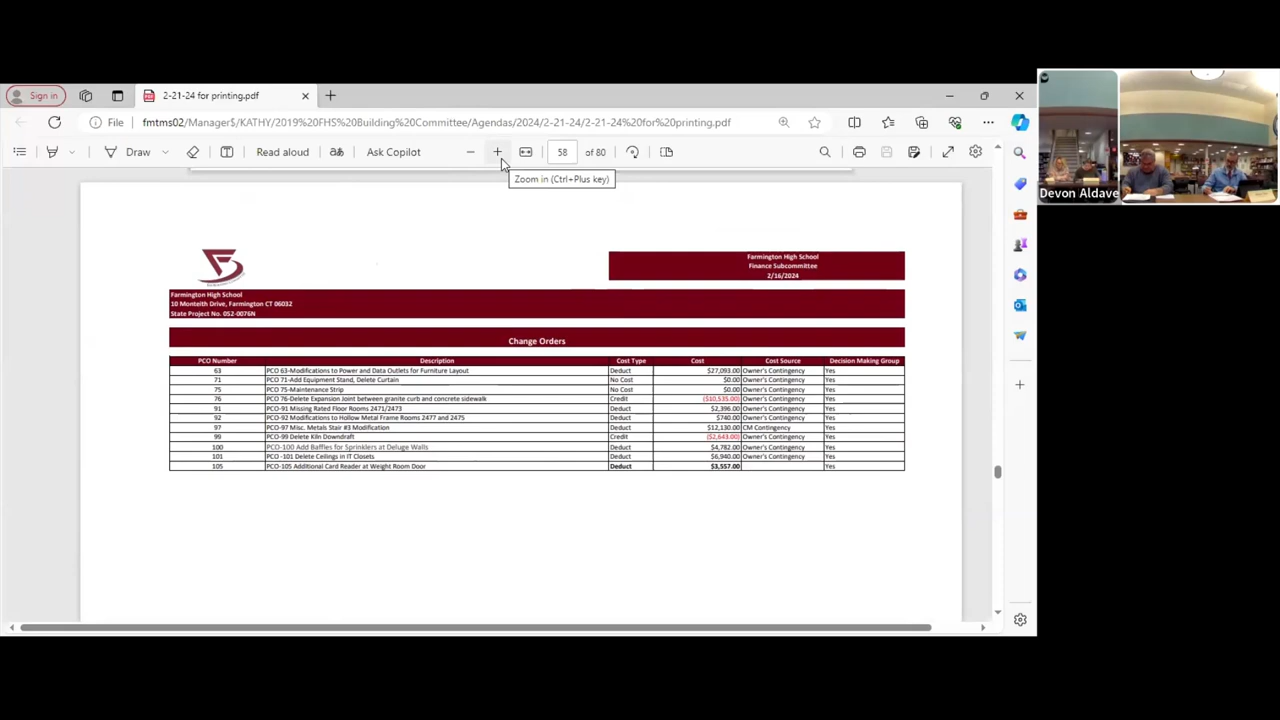 Sign in
2-21-24 for printing.pdf
File fmtms02/Manager$/KATHY/2019%20FHS%20Building%20Committee/Agendas/2024/2-21-24/2-21-24%20for%20printing.pdf
Draw Read aloud Ask Copilot 58 of 80
Zoom in (Ctrl+Plus key)
Devon Aldave
Farmington High School
Finance Subcommittee
2/16/2024
Farmington High School
10 Monteith Drive, Farmington CT 06032
State Project No. 052-0076N
Change Orders
PCO Number Description Cost Type Cost Cost Source Decision Making Group
63 PCO 63-Modifications to Power and Data Outlets for Furniture Layout Deduct $27,093.00 Owner's Contingency Yes
71 PCO 71-Add Equipment Stand, Delete Curtain No Cost $0.00 Owner's Contingency Yes
75 PCO 75-Maintenance Strip No Cost $0.00 Owner's Contingency Yes
76 PCO 76-Delete Expansion Joint between granite curb and concrete sidewalk Credit ($10,535.00) Owner's Contingency Yes
91 PCO-91 Missing Rated Floor Rooms 2471/2473 Deduct $2,396.00 Owner's Contingency Yes
92 PCO-92 Modifications to Hollow Metal Frame Rooms 2477 and 2475 Deduct $740.00 Owner's Contingency Yes
97 PCO-97 Misc. Metals Stair #3 Modification Deduct $12,130.00 CM Contingency Yes
99 PCO-99 Delete Kiln Downdraft Credit ($2,643.00) Owner's Contingency Yes
100 PCO-100 Add Baffles for Sprinklers at Deluge Walls Deduct $4,782.00 Owner's Contingency Yes
101 PCO -101 Delete Ceilings in IT Closets Deduct $6,940.00 Owner's Contingency Yes
105 PCO-105 Additional Card Reader at Weight Room Door Deduct $3,557.00 Yes